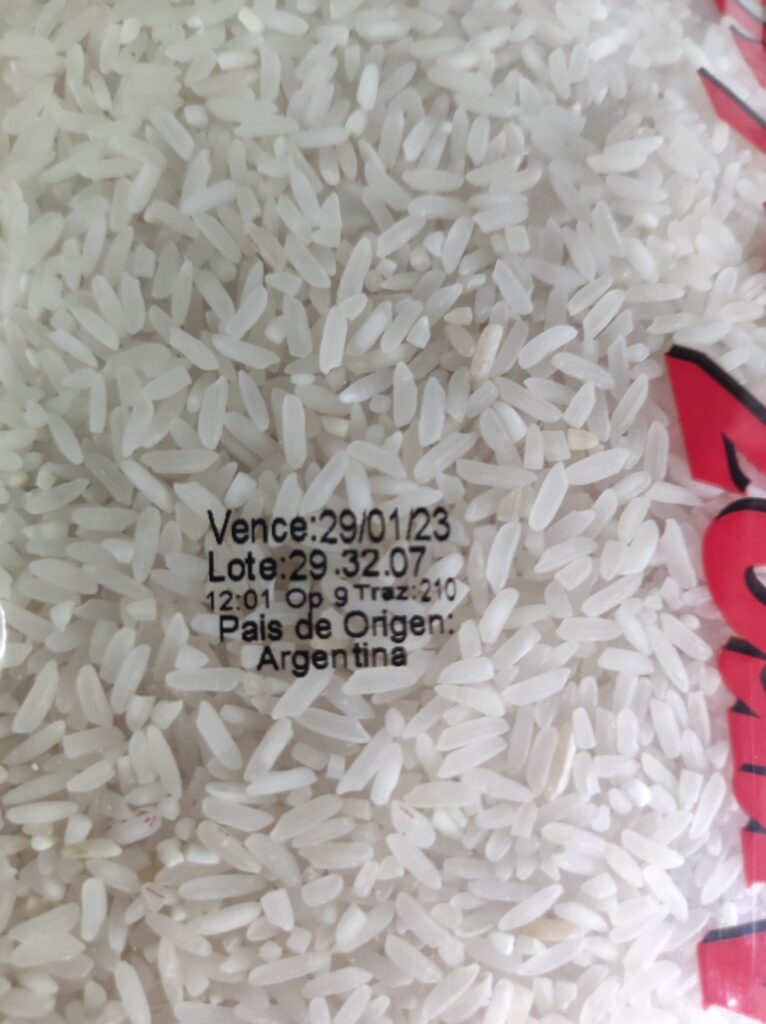 Vence:29/01/23
Lote:29.32.07
12:01 Op 9 Traz:210
Pais de Origen:
Argentina